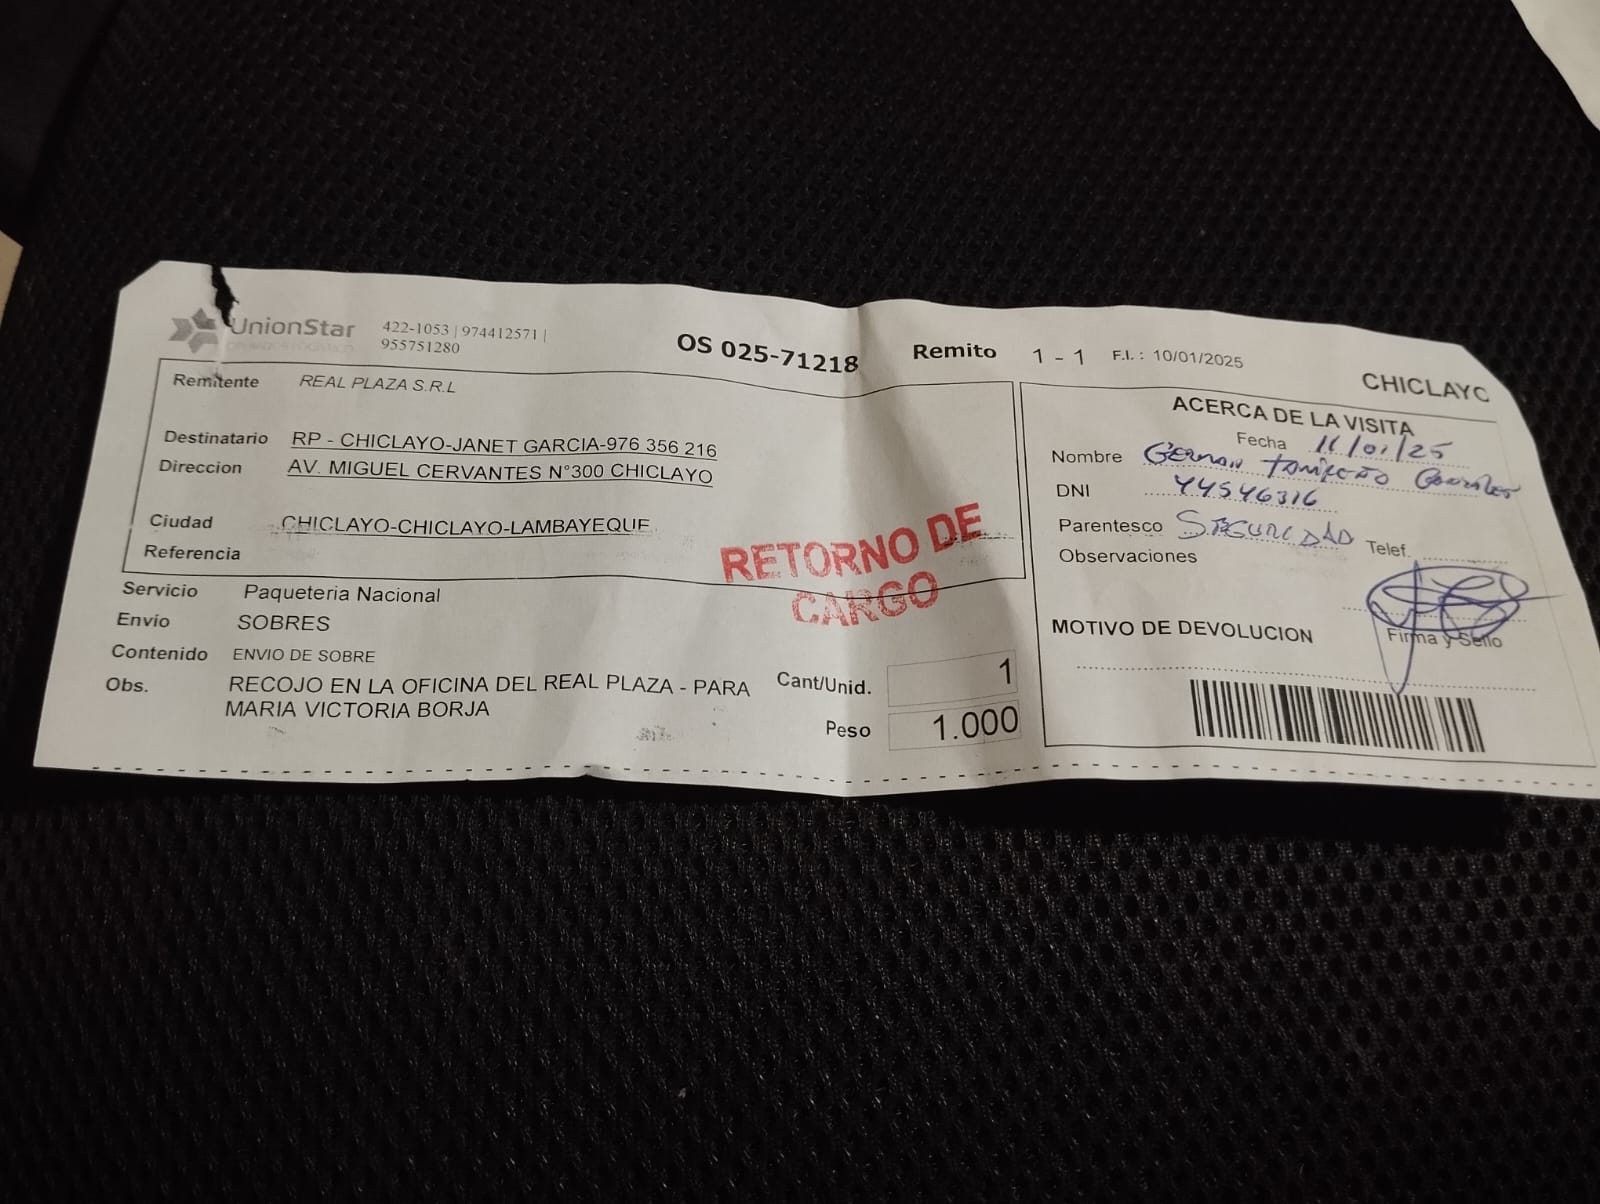 UnionStar
422-1053 | 974412571 |
955751280
OS 025-71218
Remito 1 - 1 F.I. : 10/01/2025
CHICLAYO
Remitente REAL PLAZA S.R.L
Destinatario RP - CHICLAYO-JANET GARCIA-976 356 216
Direccion AV. MIGUEL CERVANTES N°300 CHICLAYO
Ciudad CHICLAYO-CHICLAYO-LAMBAYEQUE
Referencia
RETORNO DE
CARGO
Servicio Paqueteria Nacional
Envío SOBRES
Contenido ENVIO DE SOBRE
Obs. RECOJO EN LA OFICINA DEL REAL PLAZA - PARA
MARIA VICTORIA BORJA
Cant/Unid. 1
Peso 1.000
ACERCA DE LA VISITA
Fecha 11/01/25
Nombre German Gonzales
DNI 44546316
Parentesco SEGURIDAD Telef.
Observaciones
Firma y Sello
MOTIVO DE DEVOLUCION